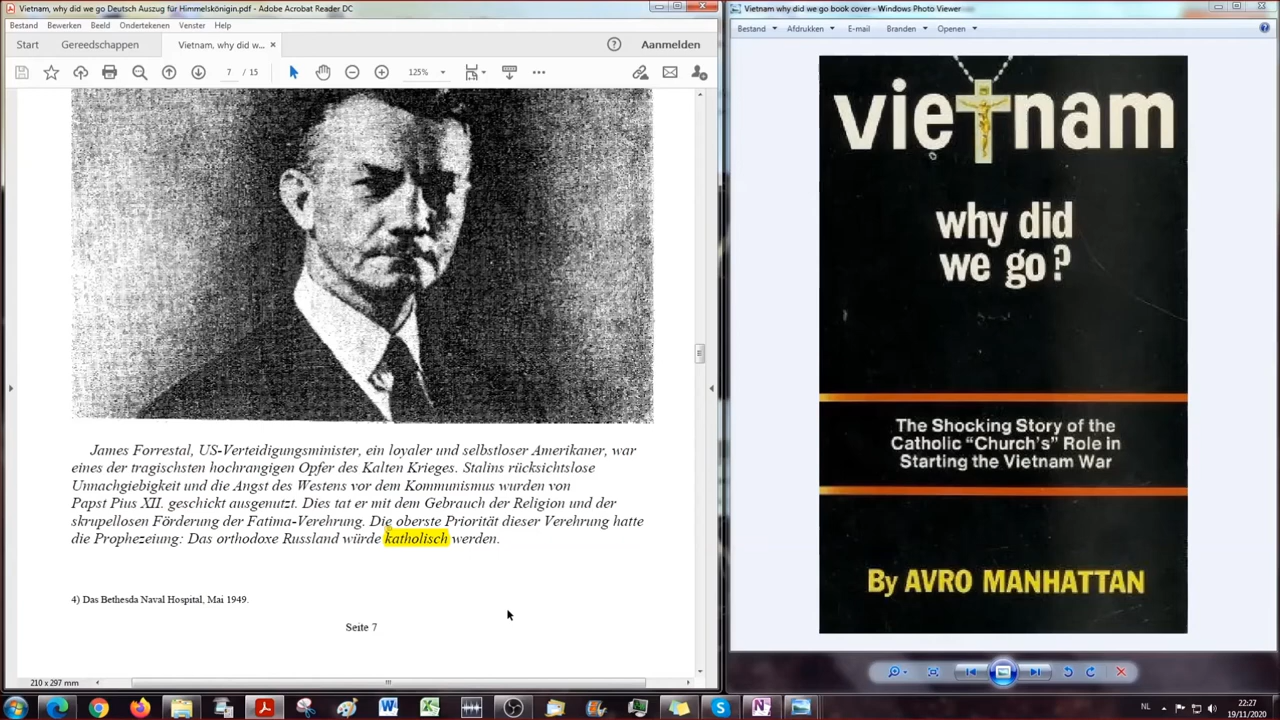 Vietnam, why did we go Deutsch Auszug für Himmelskönigin.pdf - Adobe Acrobat Reader DC
Bestand Bewerken Beeld Ondertekenen Venster Help
Start Gereedschappen Vietnam, why did w... × Aanmelden
7 / 15 125%
James Forrestal, US-Verteidigungsminister, ein loyaler und selbstloser Amerikaner, war
eines der tragischsten hochrangigen Opfer des Kalten Krieges. Stalins rücksichtslose
Unnachgiebigkeit und die Angst des Westens vor dem Kommunismus wurden von
Papst Pius XII. geschickt ausgenutzt. Dies tat er mit dem Gebrauch der Religion und der
skrupellosen Förderung der Fatima-Verehrung. Die oberste Priorität dieser Verehrung hatte
die Prophezeiung: Das orthodoxe Russland würde katholisch werden.
4) Das Bethesda Naval Hospital, Mai 1949.
Seite 7
210 x 297 mm
Vietnam why did we go book cover - Windows Photo Viewer
Bestand Afdrukken E-mail Branden Openen
vietnam
why did
we go?
The Shocking Story of the
Catholic "Church's" Role in
Starting the Vietnam War
By AVRO MANHATTAN
NL 22:27
19/11/2020